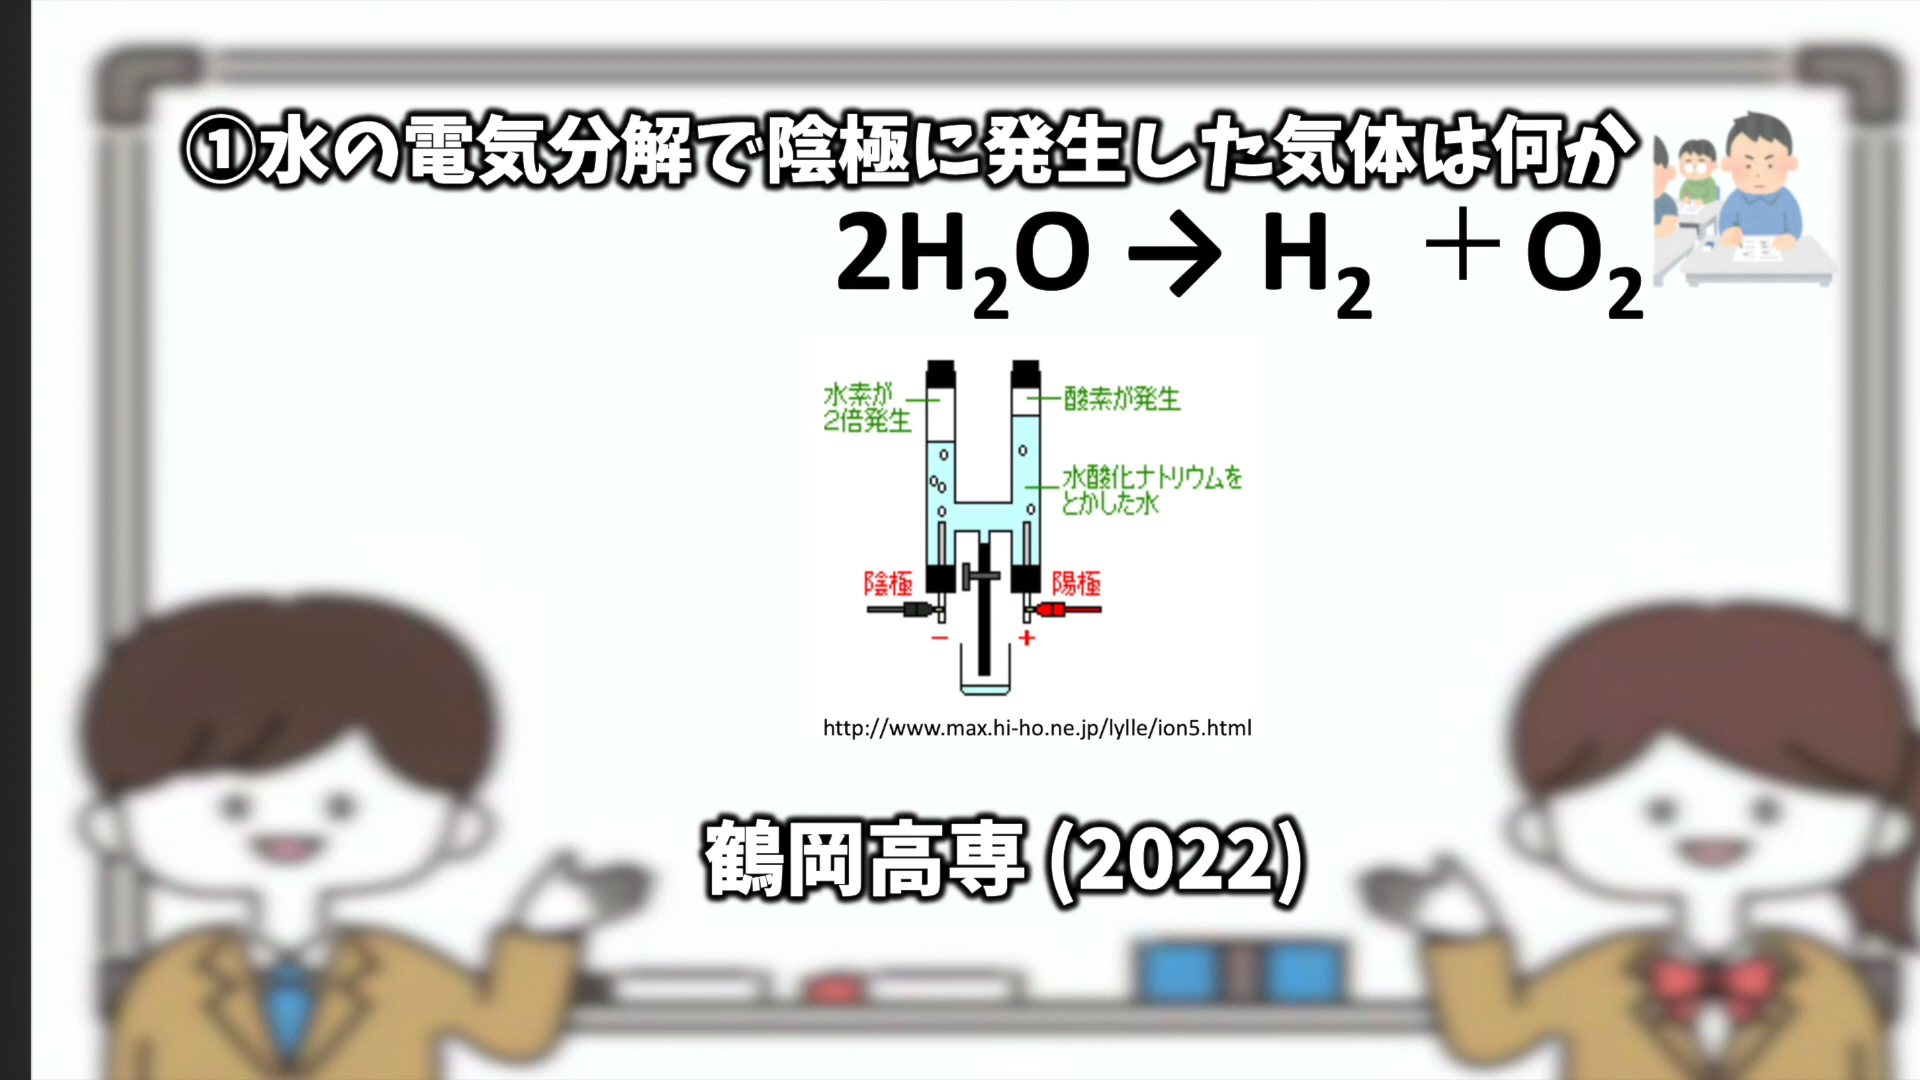 ①水の電気分解で陰極に発生した気体は何か
2H₂O → H₂ ＋ O₂
水素が
2倍発生
酸素が発生
水酸化ナトリウムを
とかした水
陰極
陽極
− +
http://www.max.hi-ho.ne.jp/lylle/ion5.html
鶴岡高専 (2022)